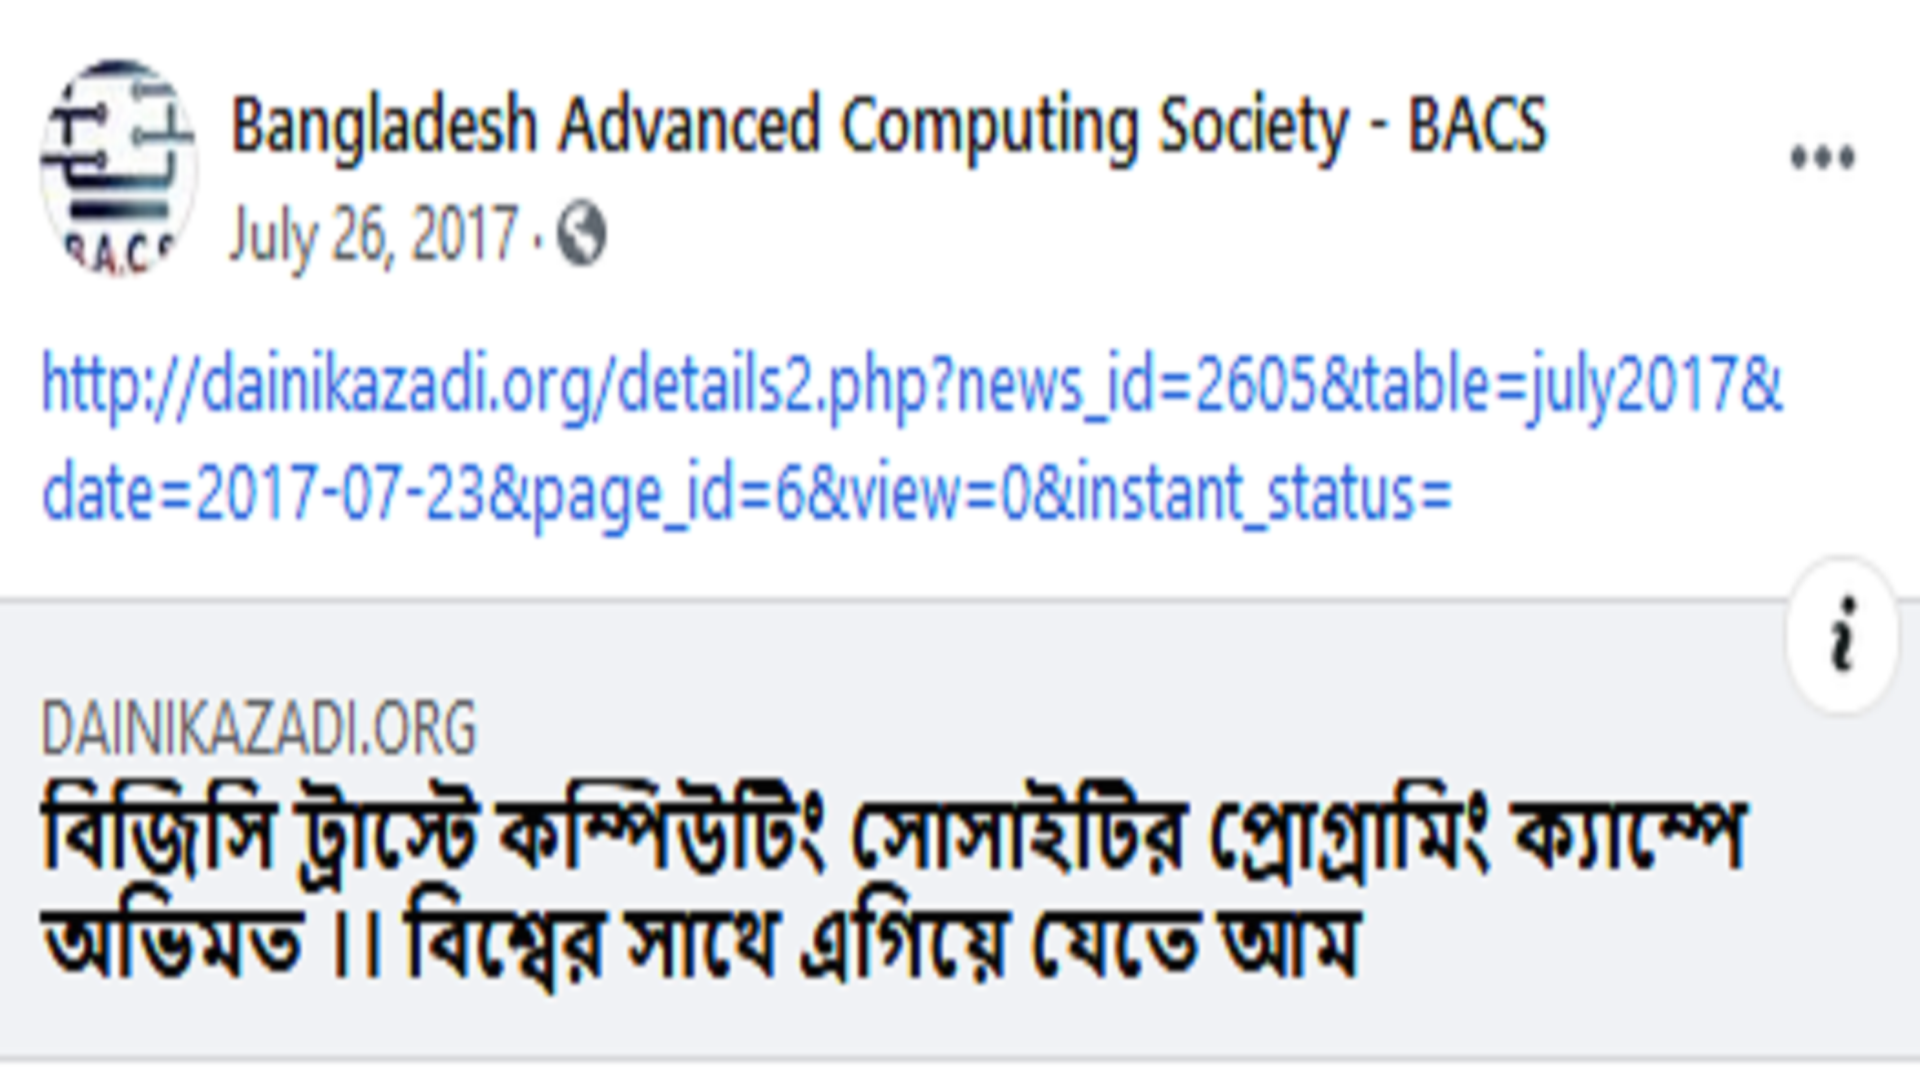 B.A.C.S
Bangladesh Advanced Computing Society - BACS
July 26, 2017 ·
http://dainikazadi.org/details2.php?news_id=2605&table=july2017&
date=2017-07-23&page_id=6&view=0&instant_status=
DAINIKAZADI.ORG
বিজিসি ট্রাস্টে কম্পিউটিং সোসাইটির প্রোগ্রামিং ক্যাম্পে
অভিমত ।। বিশ্বের সাথে এগিয়ে যেতে আম